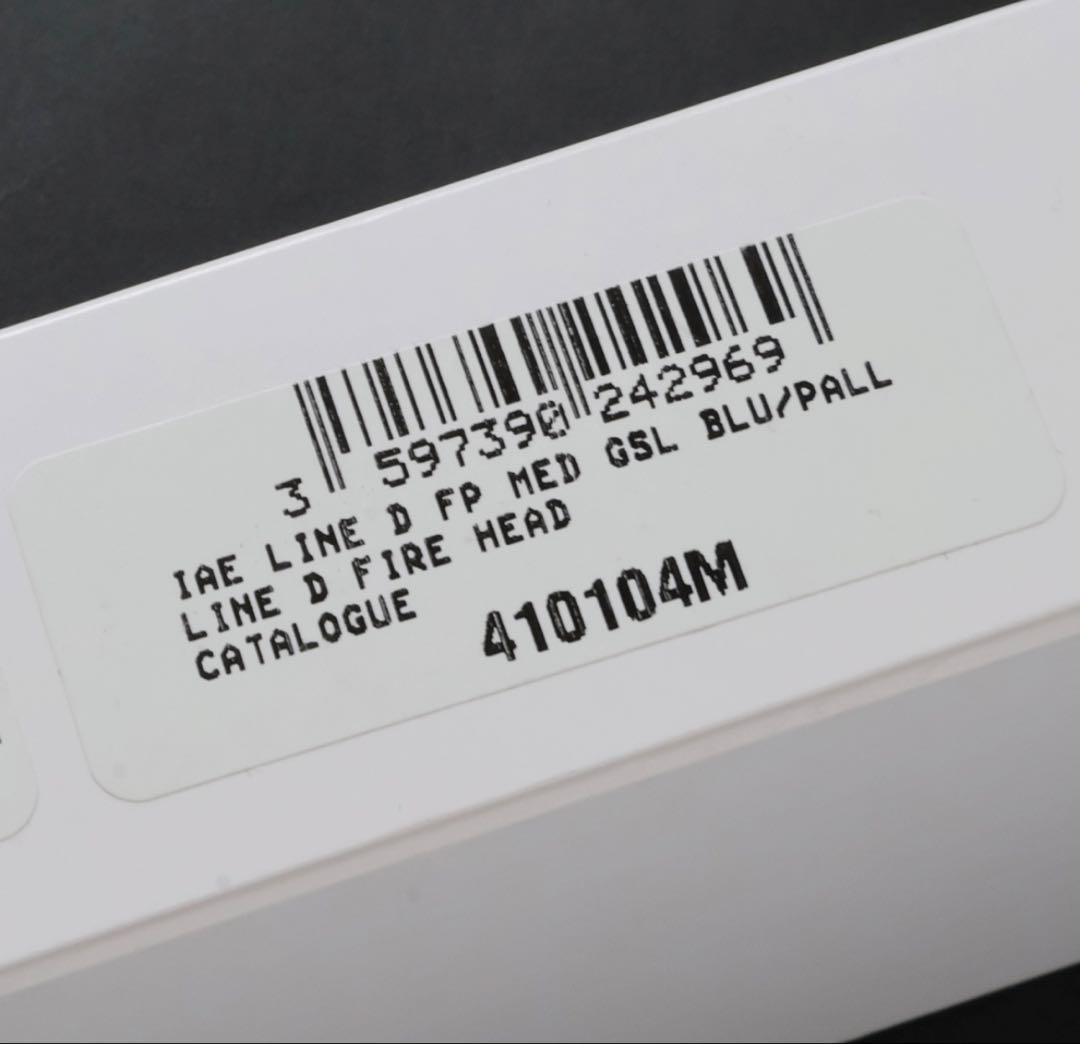 3 597390 242969
IAE LINE D FP MED GSL BLU/PALL
LINE D FIRE HEAD
CATALOGUE 410104M